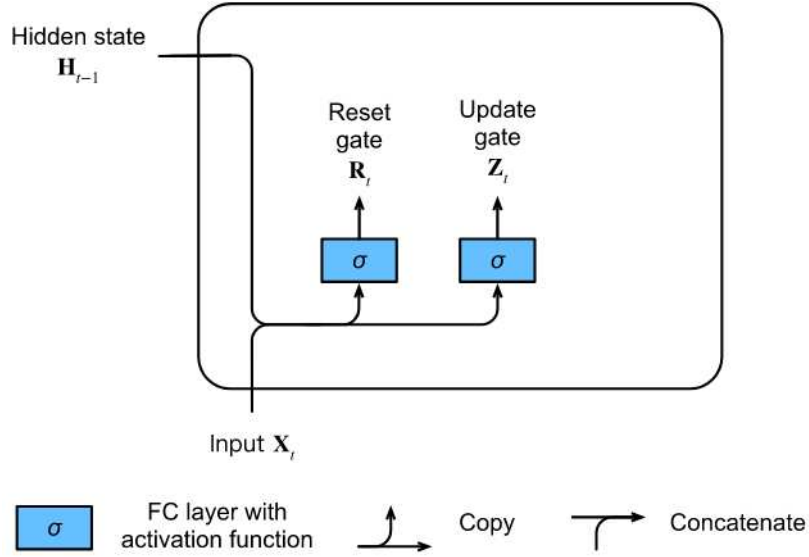 Hidden state
H_{t−1}
Reset
gate
R_t
Update
gate
Z_t
σ
σ
Input X_t
σ
FC layer with
activation function
Copy
Concatenate